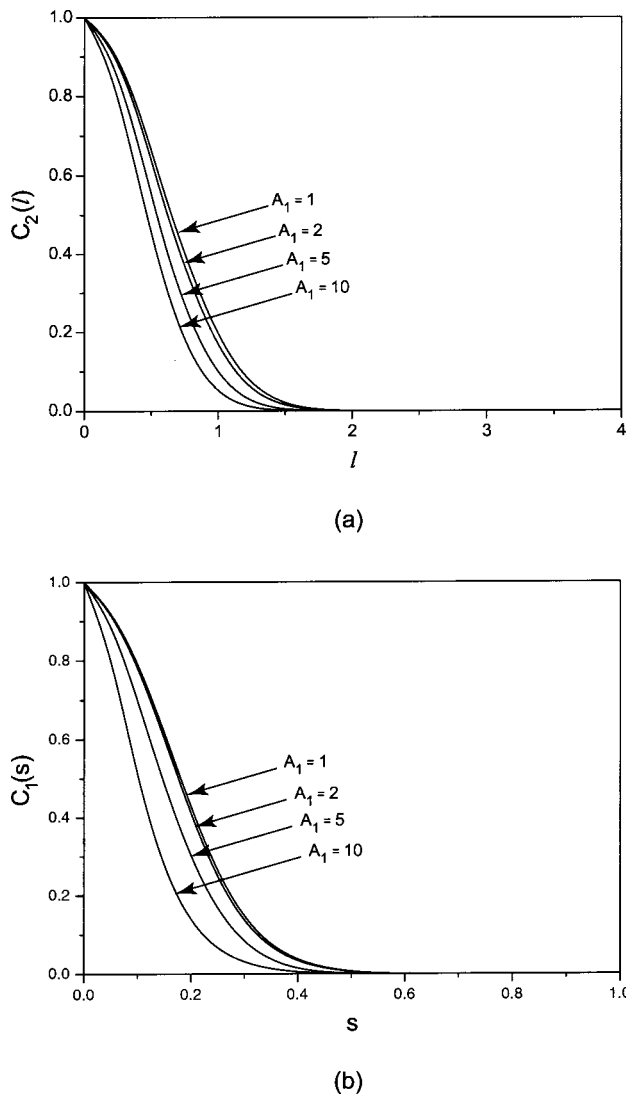 1.0
0.8
0.6
0.4
0.2
0.0
C₂(l)
A₁ = 1
A₁ = 2
A₁ = 5
A₁ = 10
0 1 2 3 4
l
(a)
1.0
0.8
0.6
0.4
0.2
0.0
C₁(s)
A₁ = 1
A₁ = 2
A₁ = 5
A₁ = 10
0.0 0.2 0.4 0.6 0.8 1.0
s
(b)